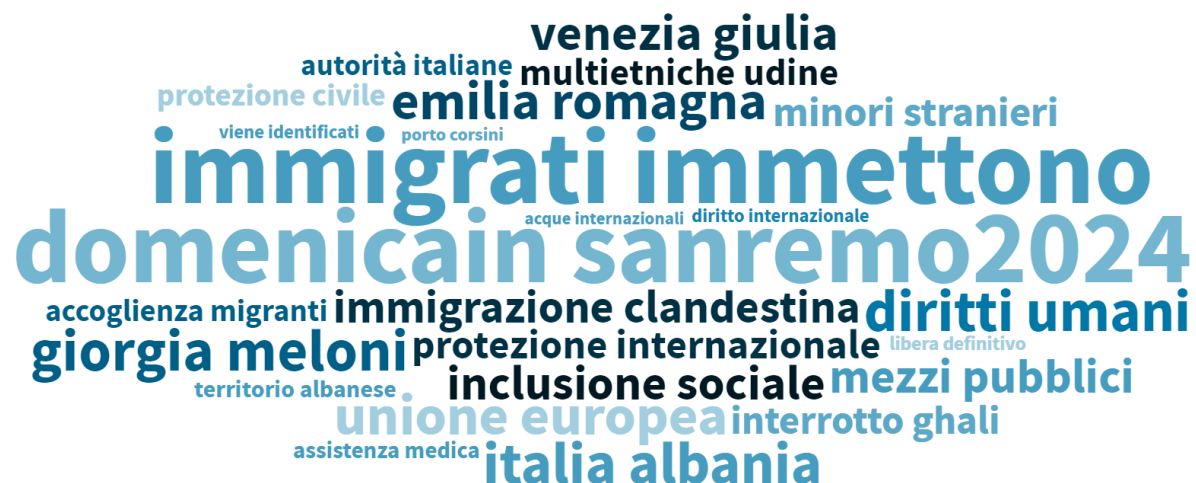 venezia giulia
autorità italiane multietniche udine
protezione civile emilia romagna minori stranieri
viene identificati porto corsini
immigrati immettono
acque internazionali diritto internazionale
domenicain sanremo2024
accoglienza migranti immigrazione clandestina diritti umani
giorgia meloni protezione internazionale libera definitivo
territorio albanese inclusione sociale mezzi pubblici
unione europea interrotto ghali
assistenza medica italia albania